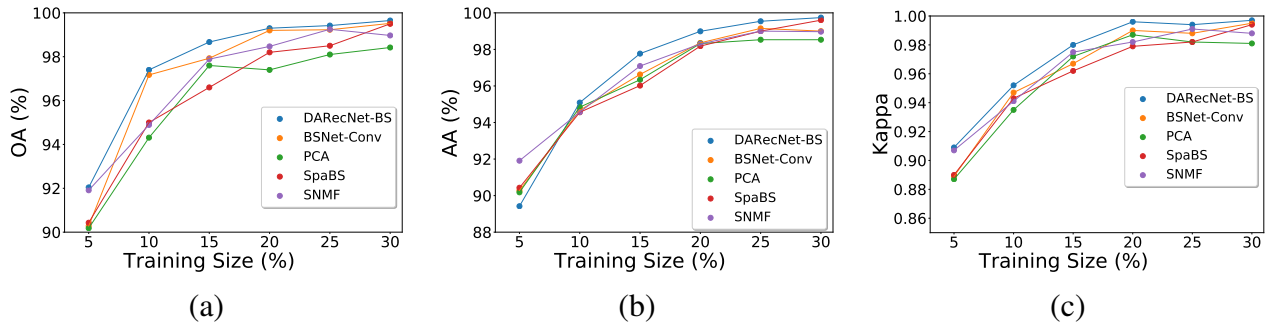 100
98
96
94
92
90
OA (%)
5 10 15 20 25 30
Training Size (%)
DARecNet-BS
BSNet-Conv
PCA
SpaBS
SNMF
(a)
100
98
96
94
92
90
88
AA (%)
5 10 15 20 25 30
Training Size (%)
DARecNet-BS
BSNet-Conv
PCA
SpaBS
SNMF
(b)
1.00
0.98
0.96
0.94
0.92
0.90
0.88
0.86
Kappa
5 10 15 20 25 30
Training Size (%)
DARecNet-BS
BSNet-Conv
PCA
SpaBS
SNMF
(c)